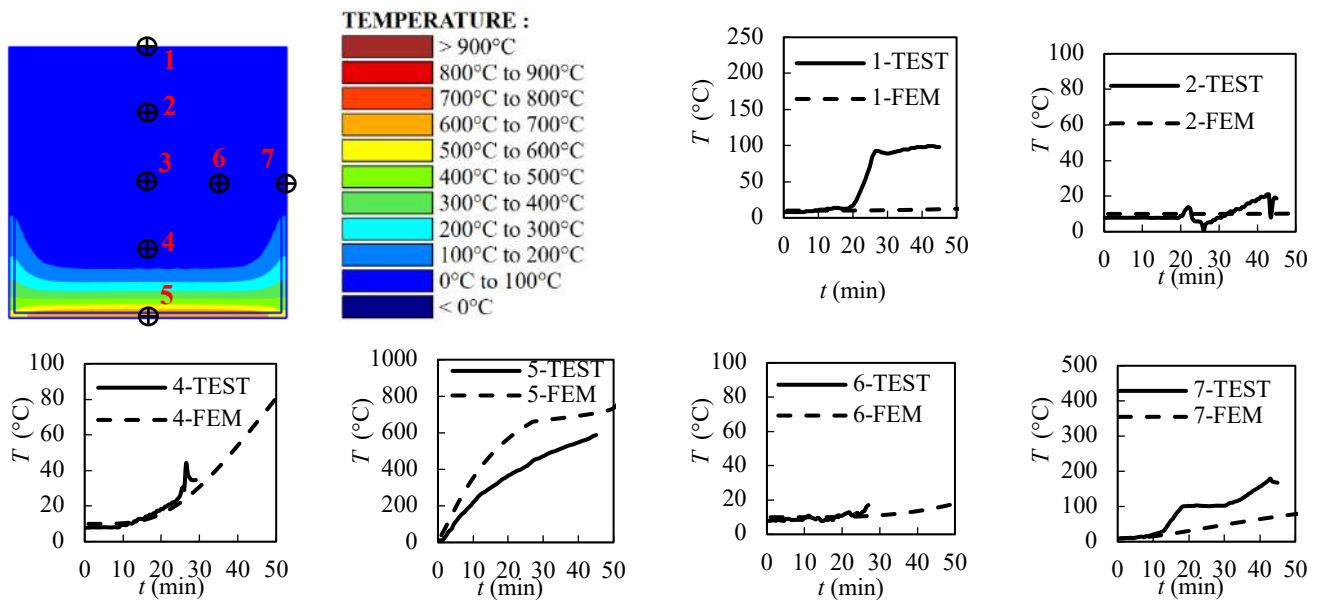 1
2
3
6
7
4
5
TEMPERATURE :
> 900°C
800°C to 900°C
700°C to 800°C
600°C to 700°C
500°C to 600°C
400°C to 500°C
300°C to 400°C
200°C to 300°C
100°C to 200°C
0°C to 100°C
< 0°C
250
200
150
100
50
0
T (°C)
1-TEST
1-FEM
0 10 20 30 40 50
t (min)
100
80
60
40
20
0
T (°C)
2-TEST
2-FEM
0 10 20 30 40 50
t (min)
100
80
60
40
20
0
T (°C)
4-TEST
4-FEM
0 10 20 30 40 50
t (min)
1000
800
600
400
200
0
T (°C)
5-TEST
5-FEM
0 10 20 30 40 50
t (min)
100
80
60
40
20
0
T (°C)
6-TEST
6-FEM
0 10 20 30 40 50
t (min)
500
400
300
200
100
0
T (°C)
7-TEST
7-FEM
0 10 20 30 40 50
t (min)